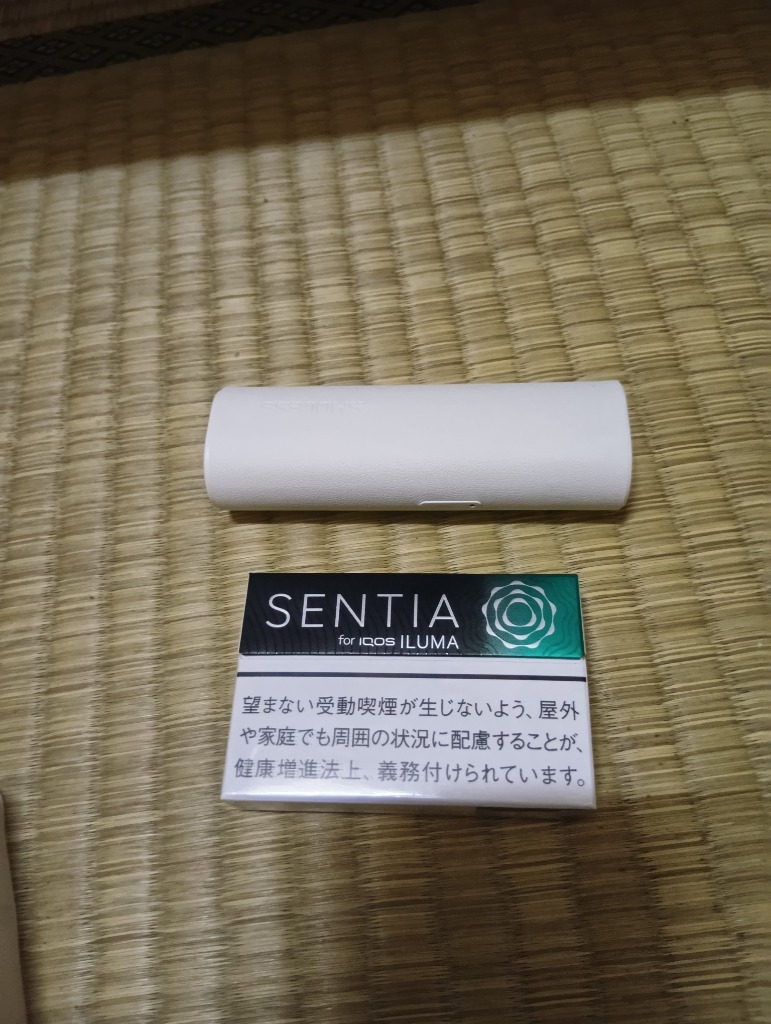 SENTIA
for IQOS ILUMA
望まない受動喫煙が生じないよう、屋外
や家庭でも周囲の状況に配慮することが、
健康増進法上、義務付けられています。